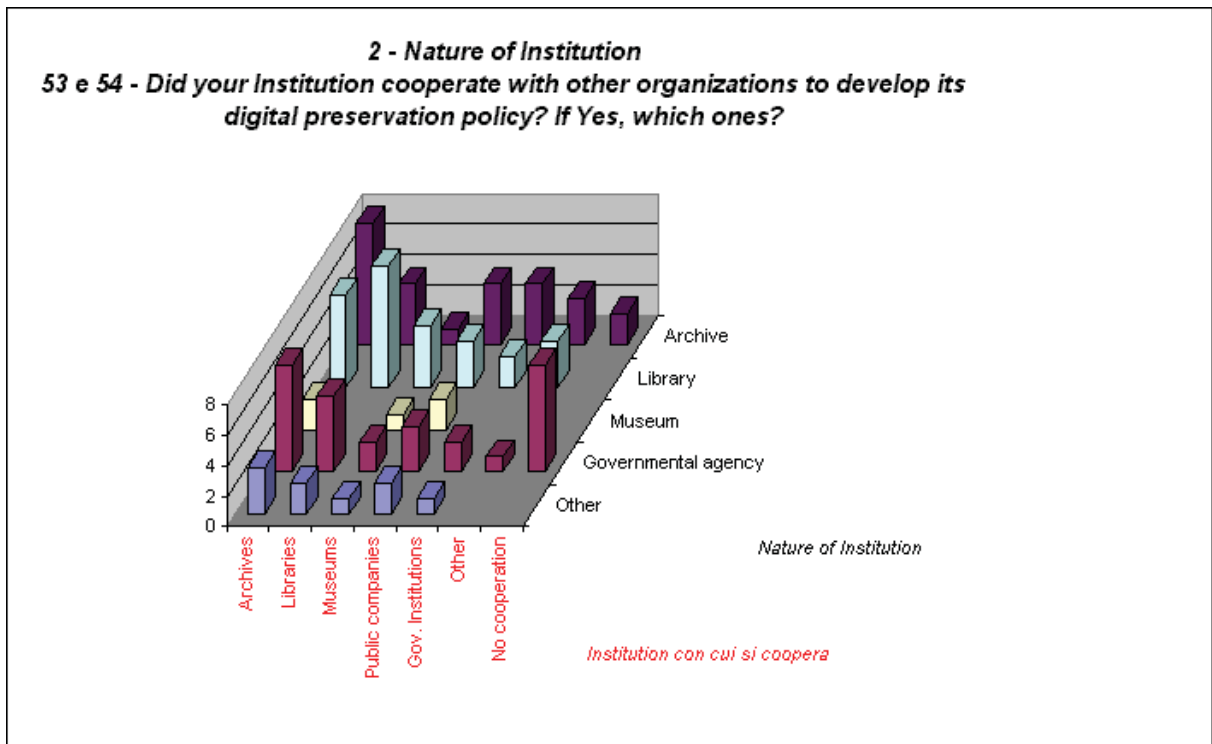 2 - Nature of Institution
53 e 54 - Did your Institution cooperate with other organizations to develop its
digital preservation policy? If Yes, which ones?
Archive
Library
Museum
Governmental agency
Other
8
6
4
2
0
Archives
Libraries
Museums
Public companies
Gov. Institutions
Other
No cooperation
Nature of Institution
Institution con cui si coopera